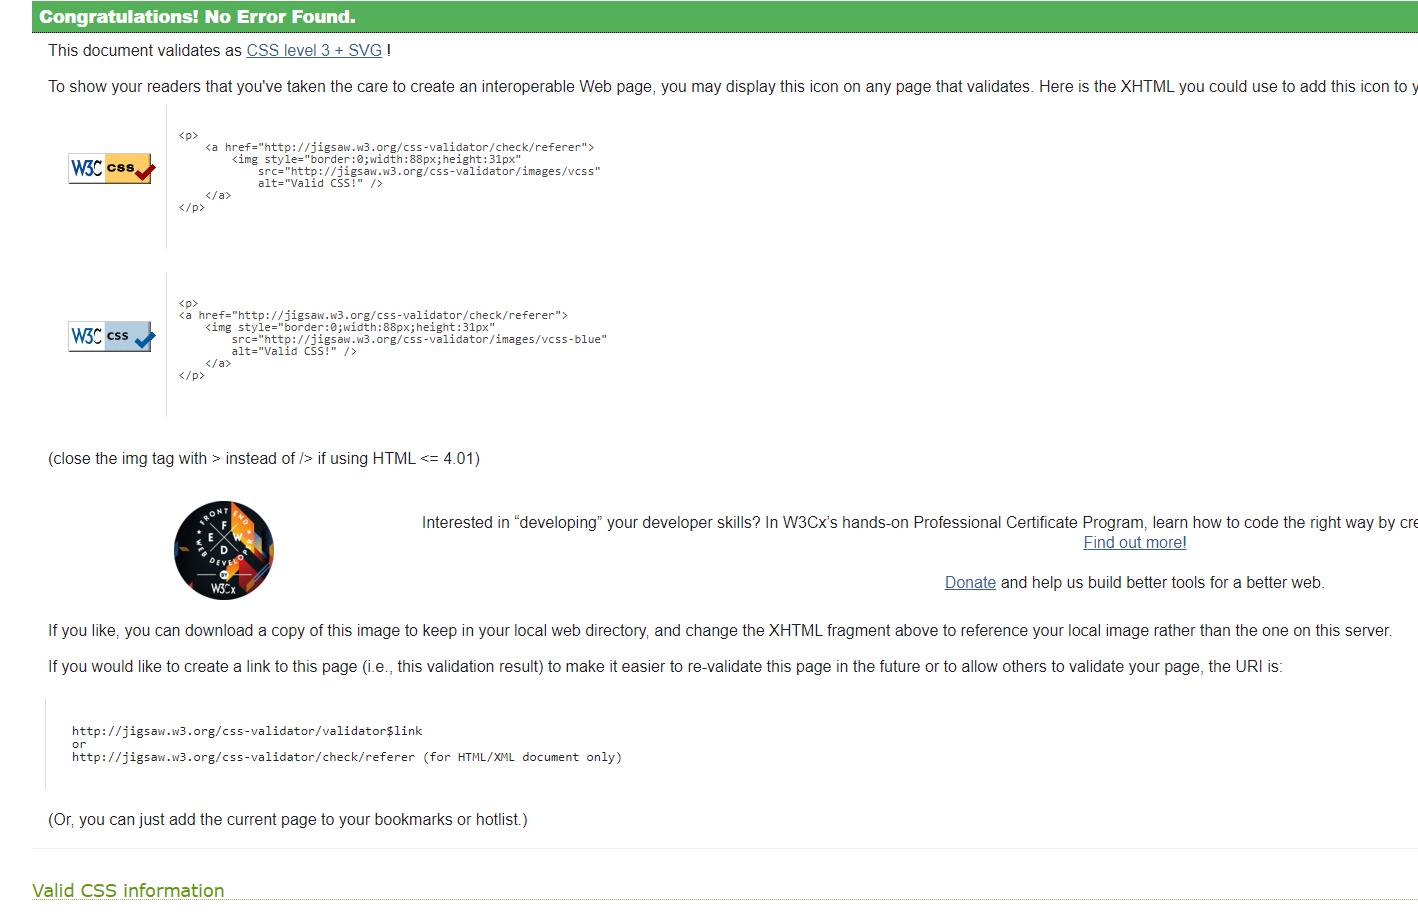 Congratulations! No Error Found.
This document validates as CSS level 3 + SVG !
To show your readers that you've taken the care to create an interoperable Web page, you may display this icon on any page that validates. Here is the XHTML you could use to add this icon to y
W3C css
<p>
    <a href="http://jigsaw.w3.org/css-validator/check/referer">
        <img style="border:0;width:88px;height:31px"
            src="http://jigsaw.w3.org/css-validator/images/vcss"
            alt="Valid CSS!" />
    </a>
</p>
W3C css
<p>
<a href="http://jigsaw.w3.org/css-validator/check/referer">
    <img style="border:0;width:88px;height:31px"
        src="http://jigsaw.w3.org/css-validator/images/vcss-blue"
        alt="Valid CSS!" />
    </a>
</p>
(close the img tag with > instead of /> if using HTML <= 4.01)
FRONT END
F
E W
D
WEB DEVELOPER
W3Cx
Interested in “developing” your developer skills? In W3Cx’s hands-on Professional Certificate Program, learn how to code the right way by cre
Find out more!
Donate and help us build better tools for a better web.
If you like, you can download a copy of this image to keep in your local web directory, and change the XHTML fragment above to reference your local image rather than the one on this server.
If you would like to create a link to this page (i.e., this validation result) to make it easier to re-validate this page in the future or to allow others to validate your page, the URI is:
http://jigsaw.w3.org/css-validator/validator$link
or
http://jigsaw.w3.org/css-validator/check/referer (for HTML/XML document only)
(Or, you can just add the current page to your bookmarks or hotlist.)
Valid CSS information